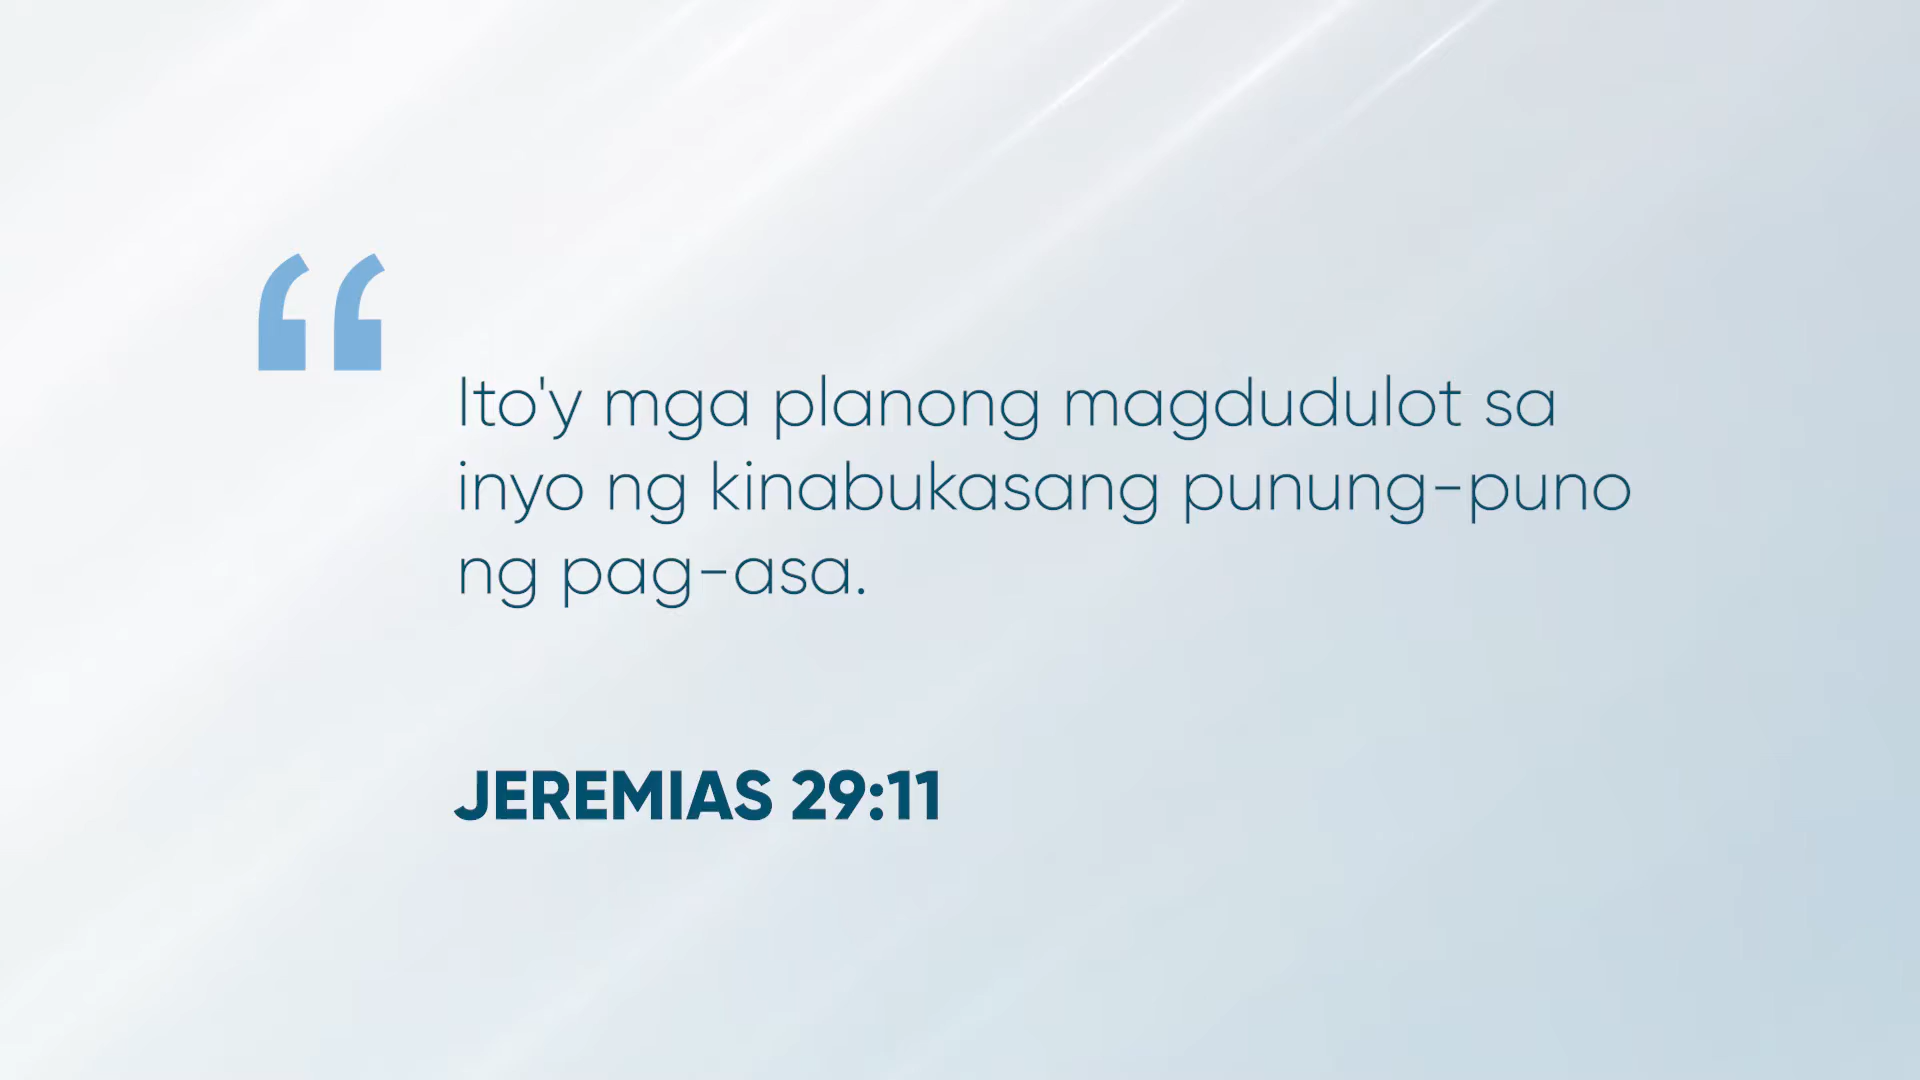 “
Ito'y mga planong magdudulot sa
inyo ng kinabukasang punung-puno
ng pag-asa.
JEREMIAS 29:11